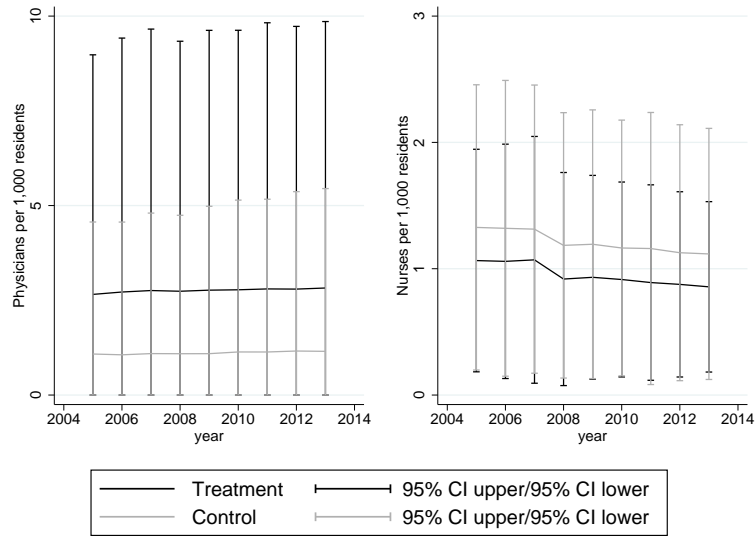 Physicians per 1,000 residents
10
5
0
2004 2006 2008 2010 2012 2014
year
Nurses per 1,000 residents
3
2
1
0
2004 2006 2008 2010 2012 2014
year
Treatment 95% CI upper/95% CI lower
Control 95% CI upper/95% CI lower